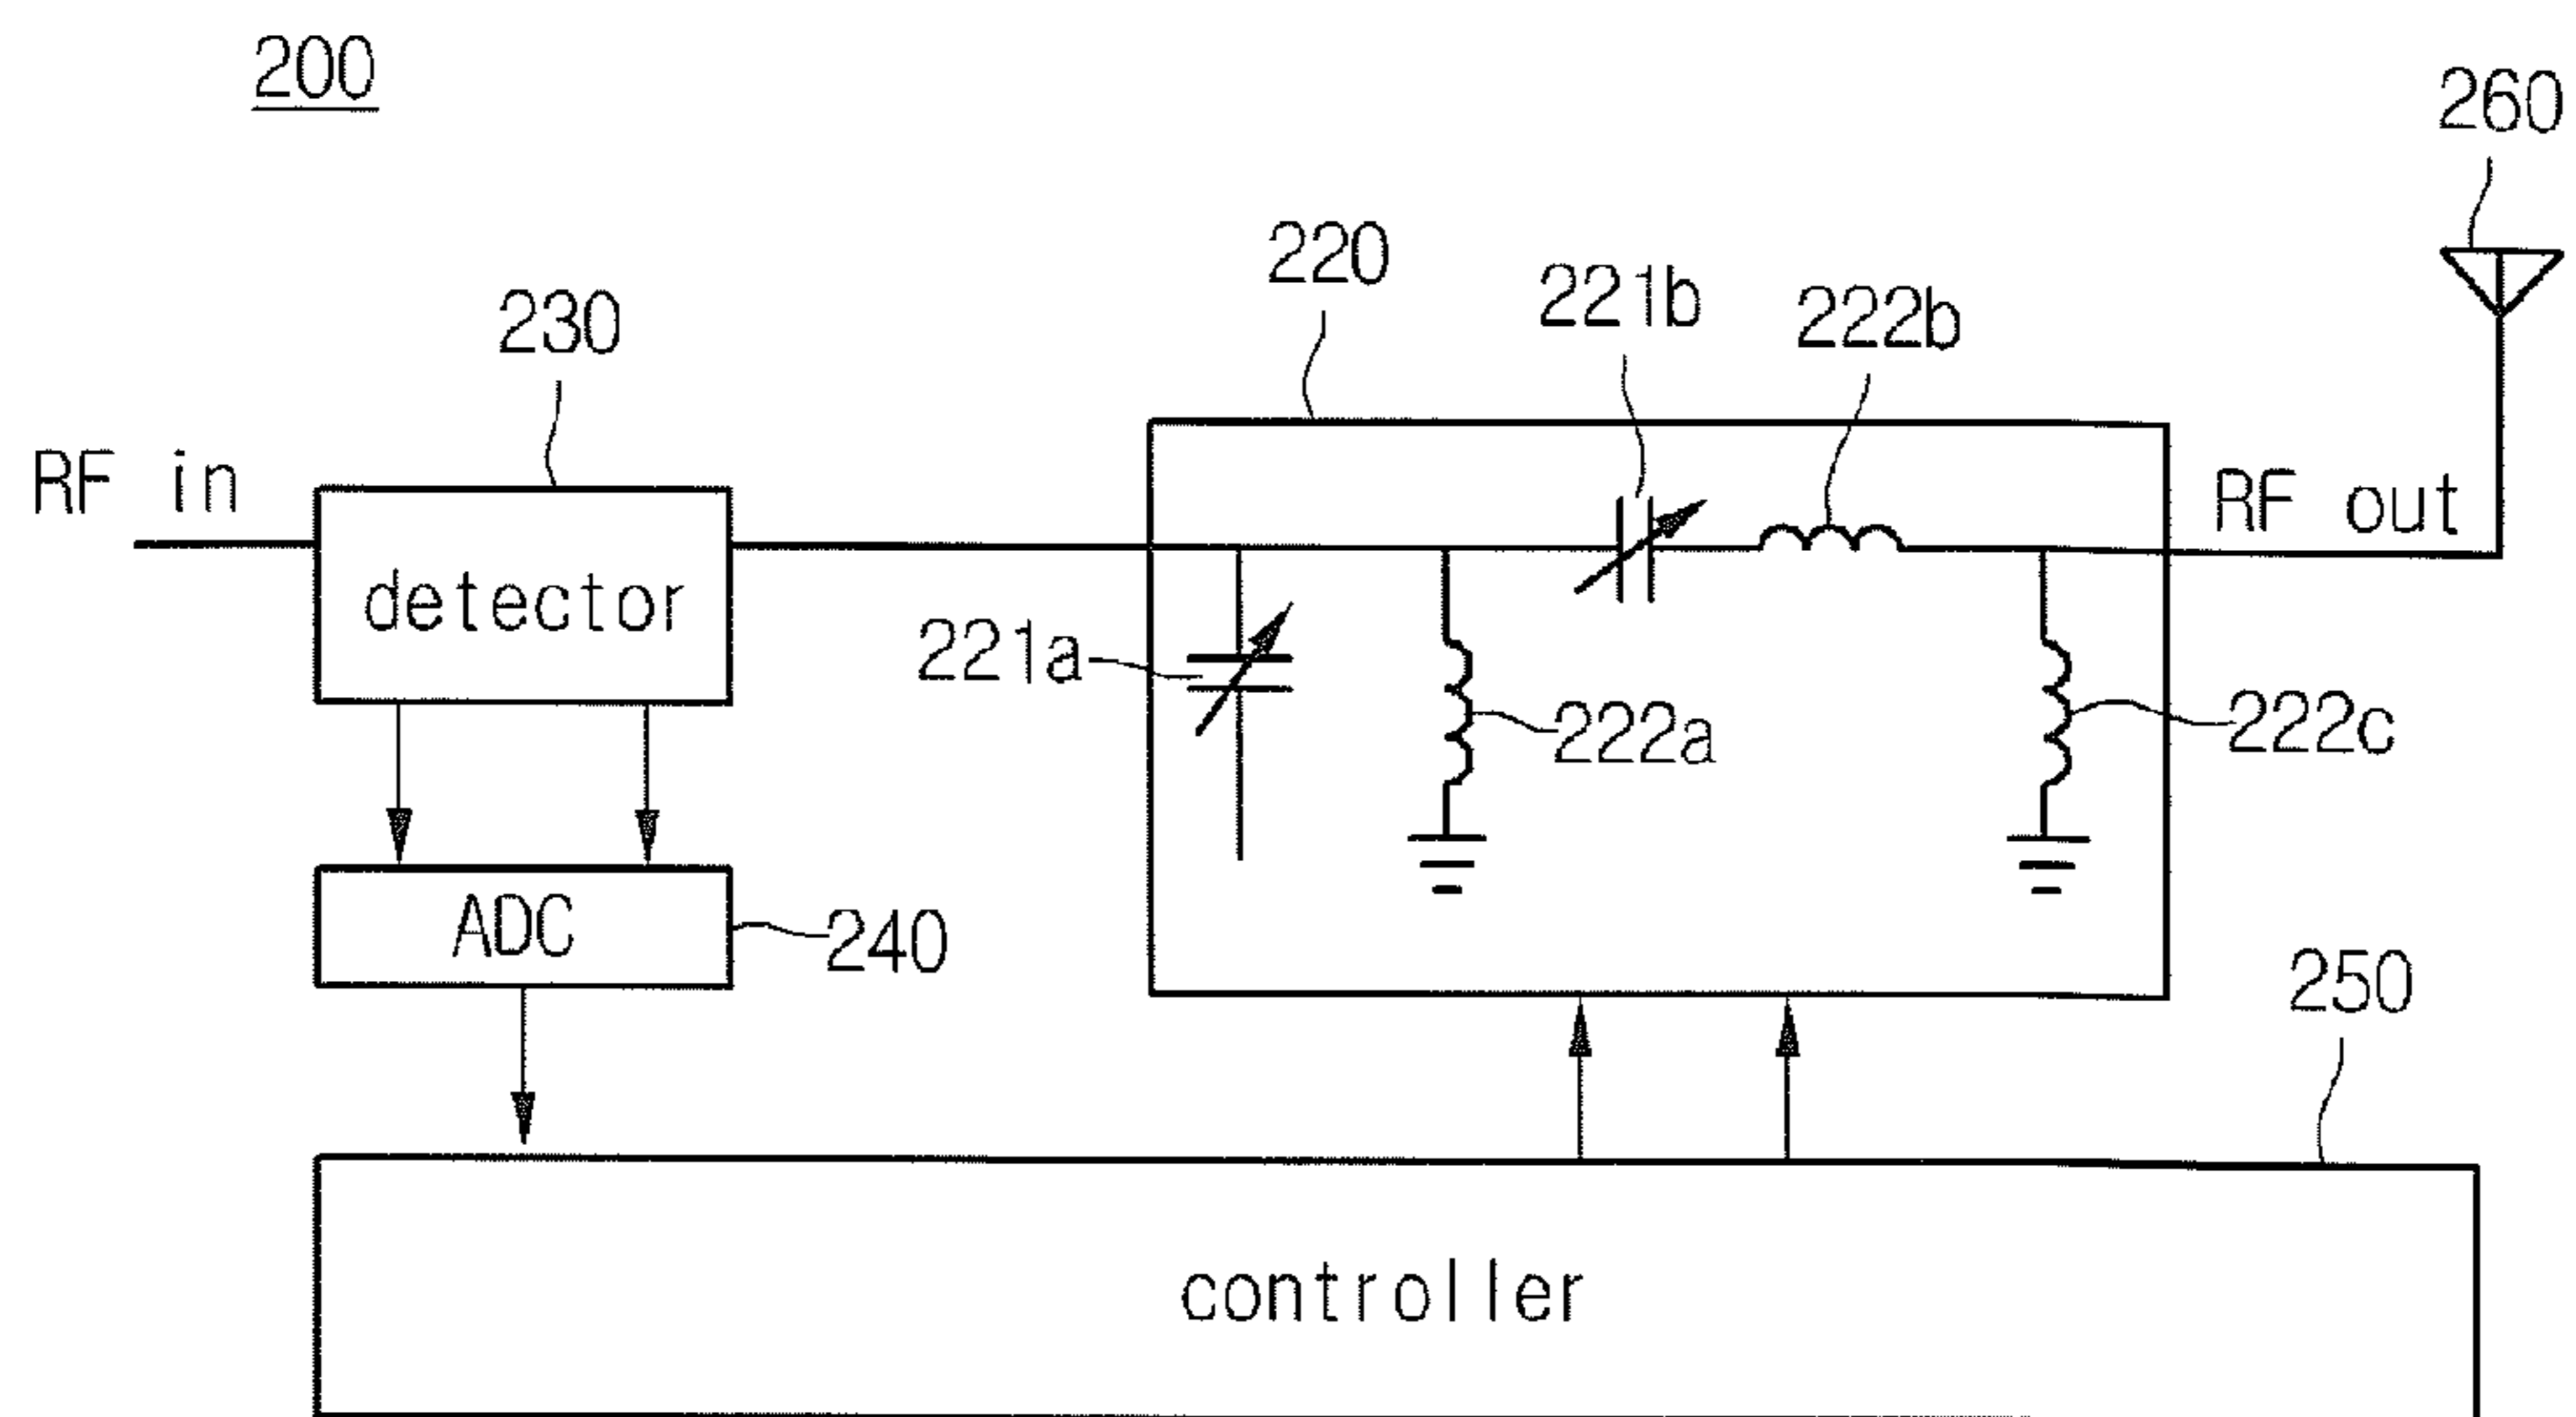 200
260
220
221b
222b
230
RF in
RF out
detector
221a
222a
222c
ADC
240
250
controller